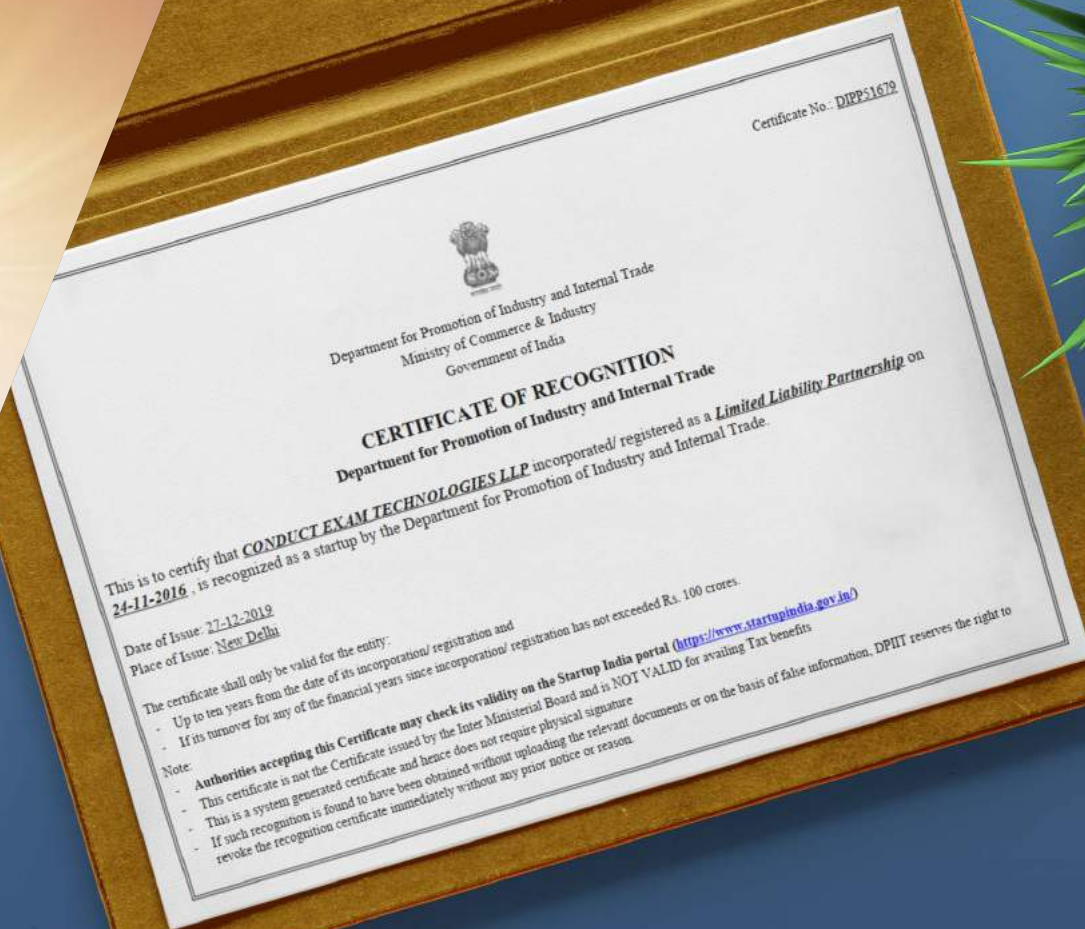 Certificate No.: DIPP51679
Department for Promotion of Industry and Internal Trade
Ministry of Commerce & Industry
Government of India
CERTIFICATE OF RECOGNITION
Department for Promotion of Industry and Internal Trade
This is to certify that CONDUCT EXAM TECHNOLOGIES LLP incorporated/ registered as a Limited Liability Partnership on
24-11-2016 , is recognized as a startup by the Department for Promotion of Industry and Internal Trade.
Date of Issue: 27-12-2019
Place of Issue: New Delhi
The certificate shall only be valid for the entity:
- Up to ten years from the date of its incorporation/ registration and
- If its turnover for any of the financial years since incorporation/ registration has not exceeded Rs. 100 crores.
Note:
- Authorities accepting this Certificate may check its validity on the Startup India portal (https://www.startupindia.gov.in/)
- This certificate is not the Certificate issued by the Inter Ministerial Board and is NOT VALID for availing Tax benefits
- This is a system generated certificate and hence does not require physical signature
- If such recognition is found to have been obtained without uploading the relevant documents or on the basis of false information, DPIIT reserves the right to
revoke the recognition certificate immediately without any prior notice or reason.